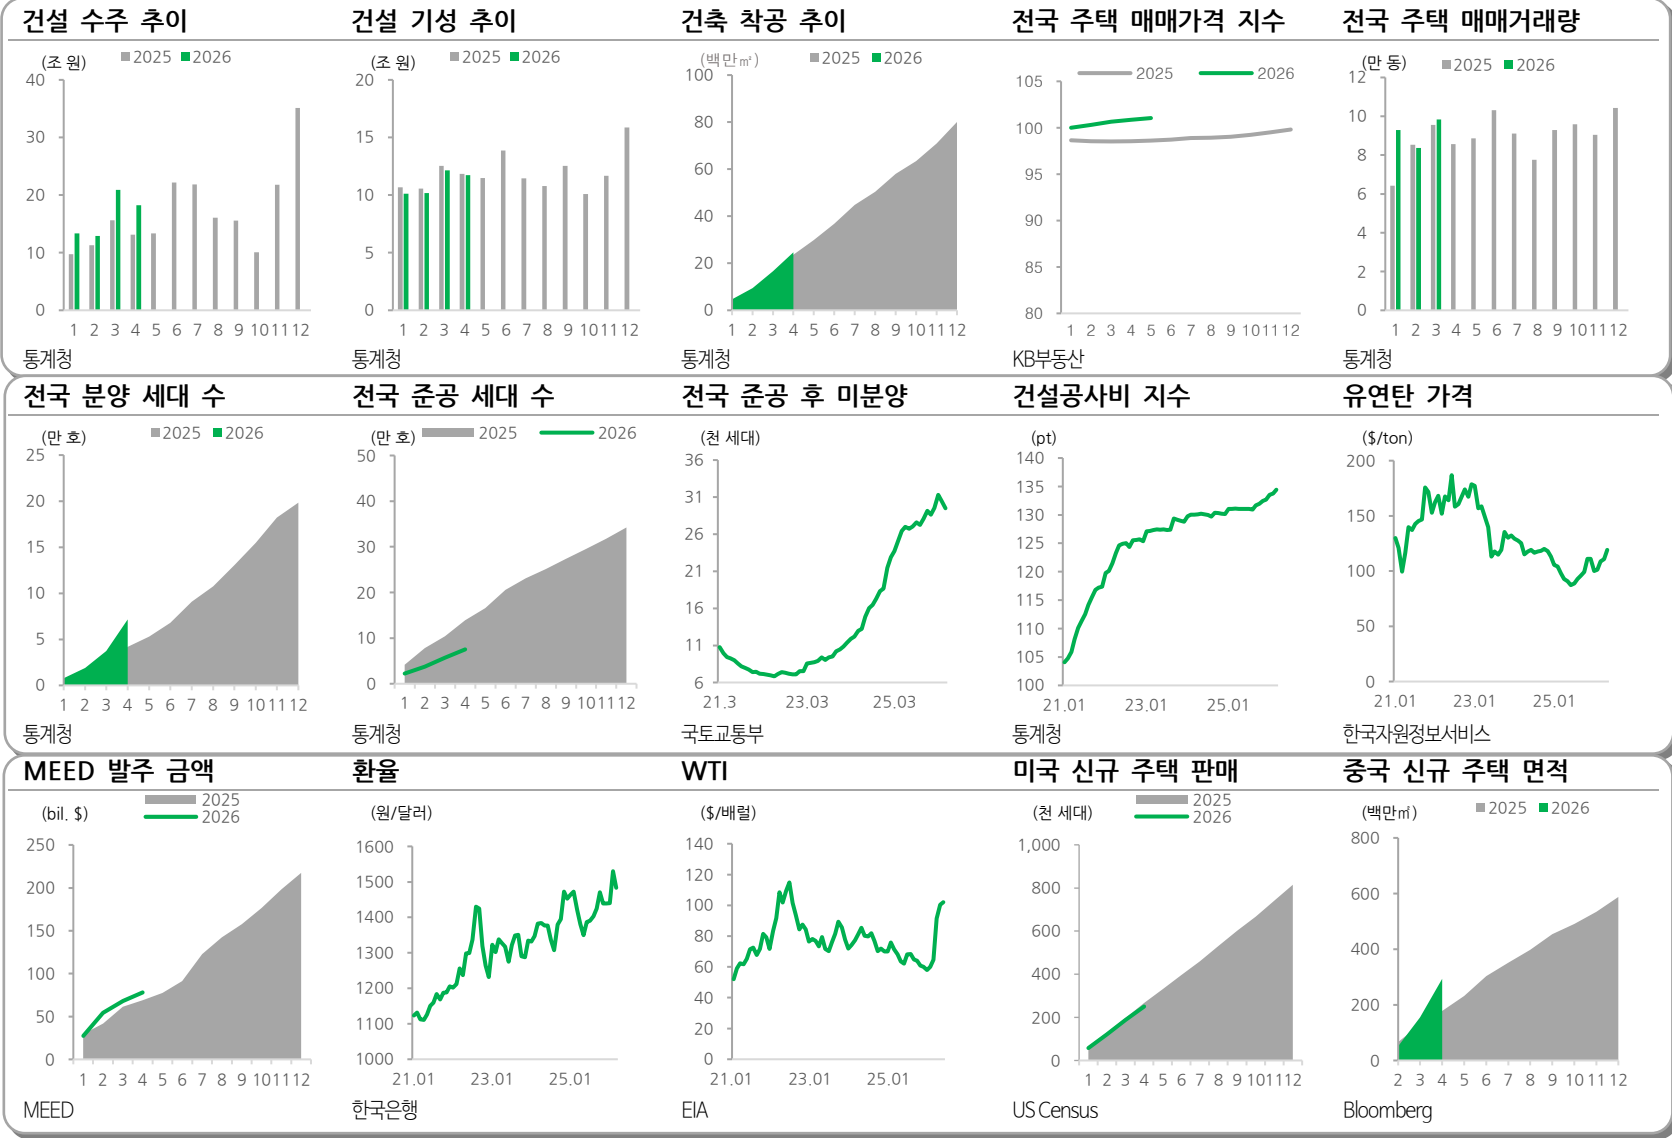 건설 수주 추이
(조 원)
2025 2026
40
30
20
10
0
1 2 3 4 5 6 7 8 9 10 11 12
통계청
건설 기성 추이
(조 원)
2025 2026
20
15
10
5
0
1 2 3 4 5 6 7 8 9 10 11 12
통계청
건축 착공 추이
(백만㎡)
2025 2026
100
80
60
40
20
0
1 2 3 4 5 6 7 8 9 10 11 12
통계청
전국 주택 매매가격 지수
2025 2026
105
100
95
90
85
80
1 2 3 4 5 6 7 8 9 10 11 12
KB부동산
전국 주택 매매거래량
(만 동)
2025 2026
12
10
8
6
4
2
0
1 2 3 4 5 6 7 8 9 10 11 12
통계청
전국 분양 세대 수
(만 호)
2025 2026
25
20
15
10
5
0
1 2 3 4 5 6 7 8 9 10 11 12
통계청
전국 준공 세대 수
(만 호)
2025 2026
50
40
30
20
10
0
1 2 3 4 5 6 7 8 9 10 11 12
통계청
전국 준공 후 미분양
(천 세대)
36
31
26
21
16
11
6
21.3 23.03 25.03
국토교통부
건설공사비 지수
(pt)
140
135
130
125
120
115
110
105
100
21.01 23.01 25.01
통계청
유연탄 가격
($/ton)
200
150
100
50
0
21.01 23.01 25.01
한국자원정보서비스
MEED 발주 금액
(bil. $)
2025
2026
250
200
150
100
50
0
1 2 3 4 5 6 7 8 9 10 11 12
MEED
환율
(원/달러)
1600
1500
1400
1300
1200
1100
1000
21.01 23.01 25.01
한국은행
WTI
($/배럴)
140
120
100
80
60
40
20
0
21.01 23.01 25.01
EIA
미국 신규 주택 판매
(천 세대)
2025
2026
1,000
800
600
400
200
0
1 2 3 4 5 6 7 8 9 10 11 12
US Census
중국 신규 주택 면적
(백만㎡)
2025 2026
800
600
400
200
0
2 3 4 5 6 7 8 9 10 11 12
Bloomberg